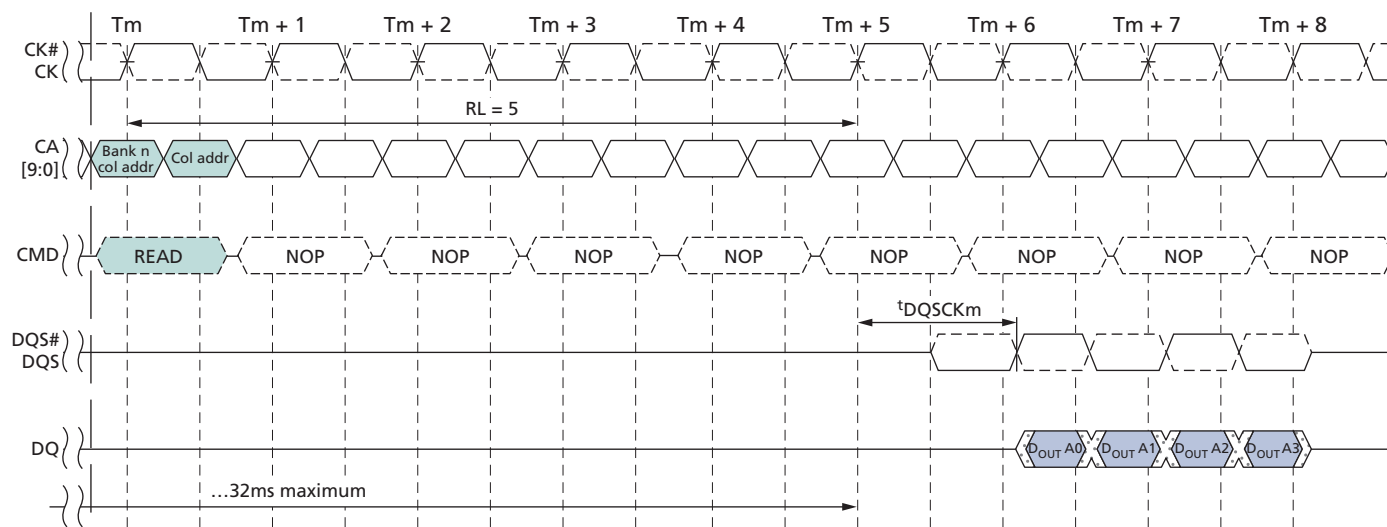 Tm Tm + 1 Tm + 2 Tm + 3 Tm + 4 Tm + 5 Tm + 6 Tm + 7 Tm + 8
CK#
CK
RL = 5
CA
[9:0]
Bank n
col addr
Col addr
CMD READ NOP NOP NOP NOP NOP NOP NOP NOP
tDQSCKm
DQS#
DQS
DQ DOUT A0 DOUT A1 DOUT A2 DOUT A3
...32ms maximum